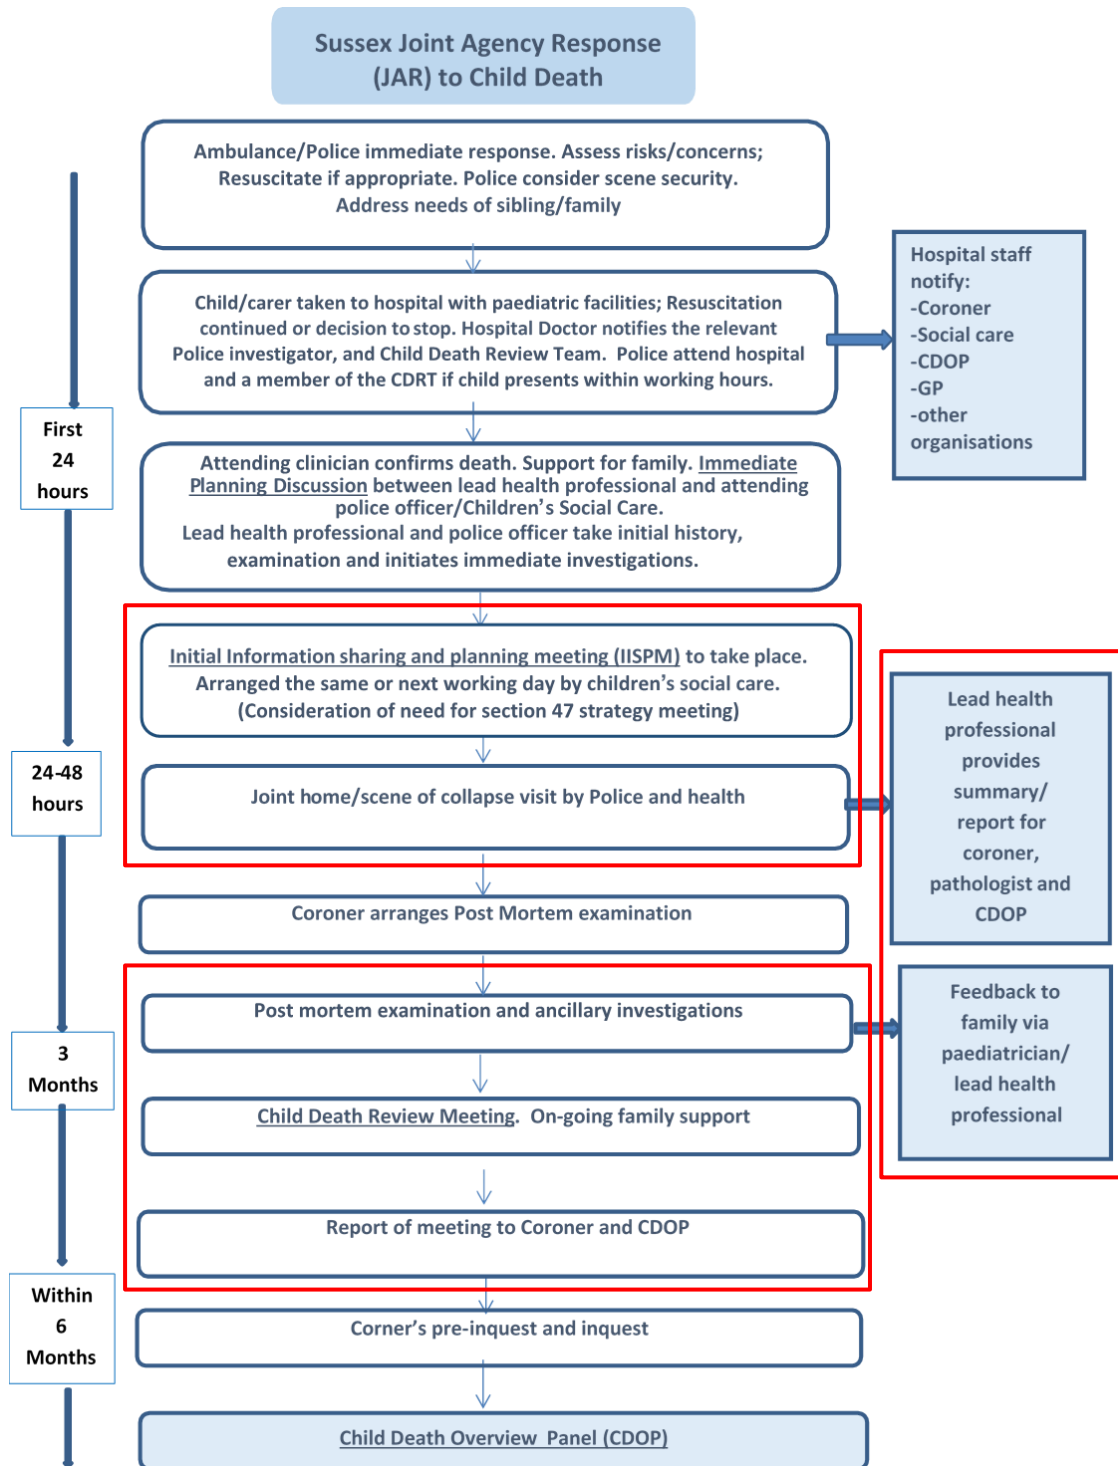 Sussex Joint Agency Response
(JAR) to Child Death
Ambulance/Police immediate response. Assess risks/concerns;
Resuscitate if appropriate. Police consider scene security.
Address needs of sibling/family
Child/carer taken to hospital with paediatric facilities; Resuscitation
continued or decision to stop. Hospital Doctor notifies the relevant
Police investigator, and Child Death Review Team. Police attend hospital
and a member of the CDRT if child presents within working hours.
Hospital staff
notify:
-Coroner
-Social care
-CDOP
-GP
-other
organisations
First
24
hours
Attending clinician confirms death. Support for family. Immediate
Planning Discussion between lead health professional and attending
police officer/Children’s Social Care.
Lead health professional and police officer take initial history,
examination and initiates immediate investigations.
Initial Information sharing and planning meeting (IISPM) to take place.
Arranged the same or next working day by children’s social care.
(Consideration of need for section 47 strategy meeting)
24-48
hours
Joint home/scene of collapse visit by Police and health
Lead health
professional
provides
summary/
report for
coroner,
pathologist and
CDOP
Coroner arranges Post Mortem examination
Post mortem examination and ancillary investigations
Feedback to
family via
paediatrician/
lead health
professional
3
Months
Child Death Review Meeting. On-going family support
Report of meeting to Coroner and CDOP
Within
6
Months
Corner’s pre-inquest and inquest
Child Death Overview Panel (CDOP)